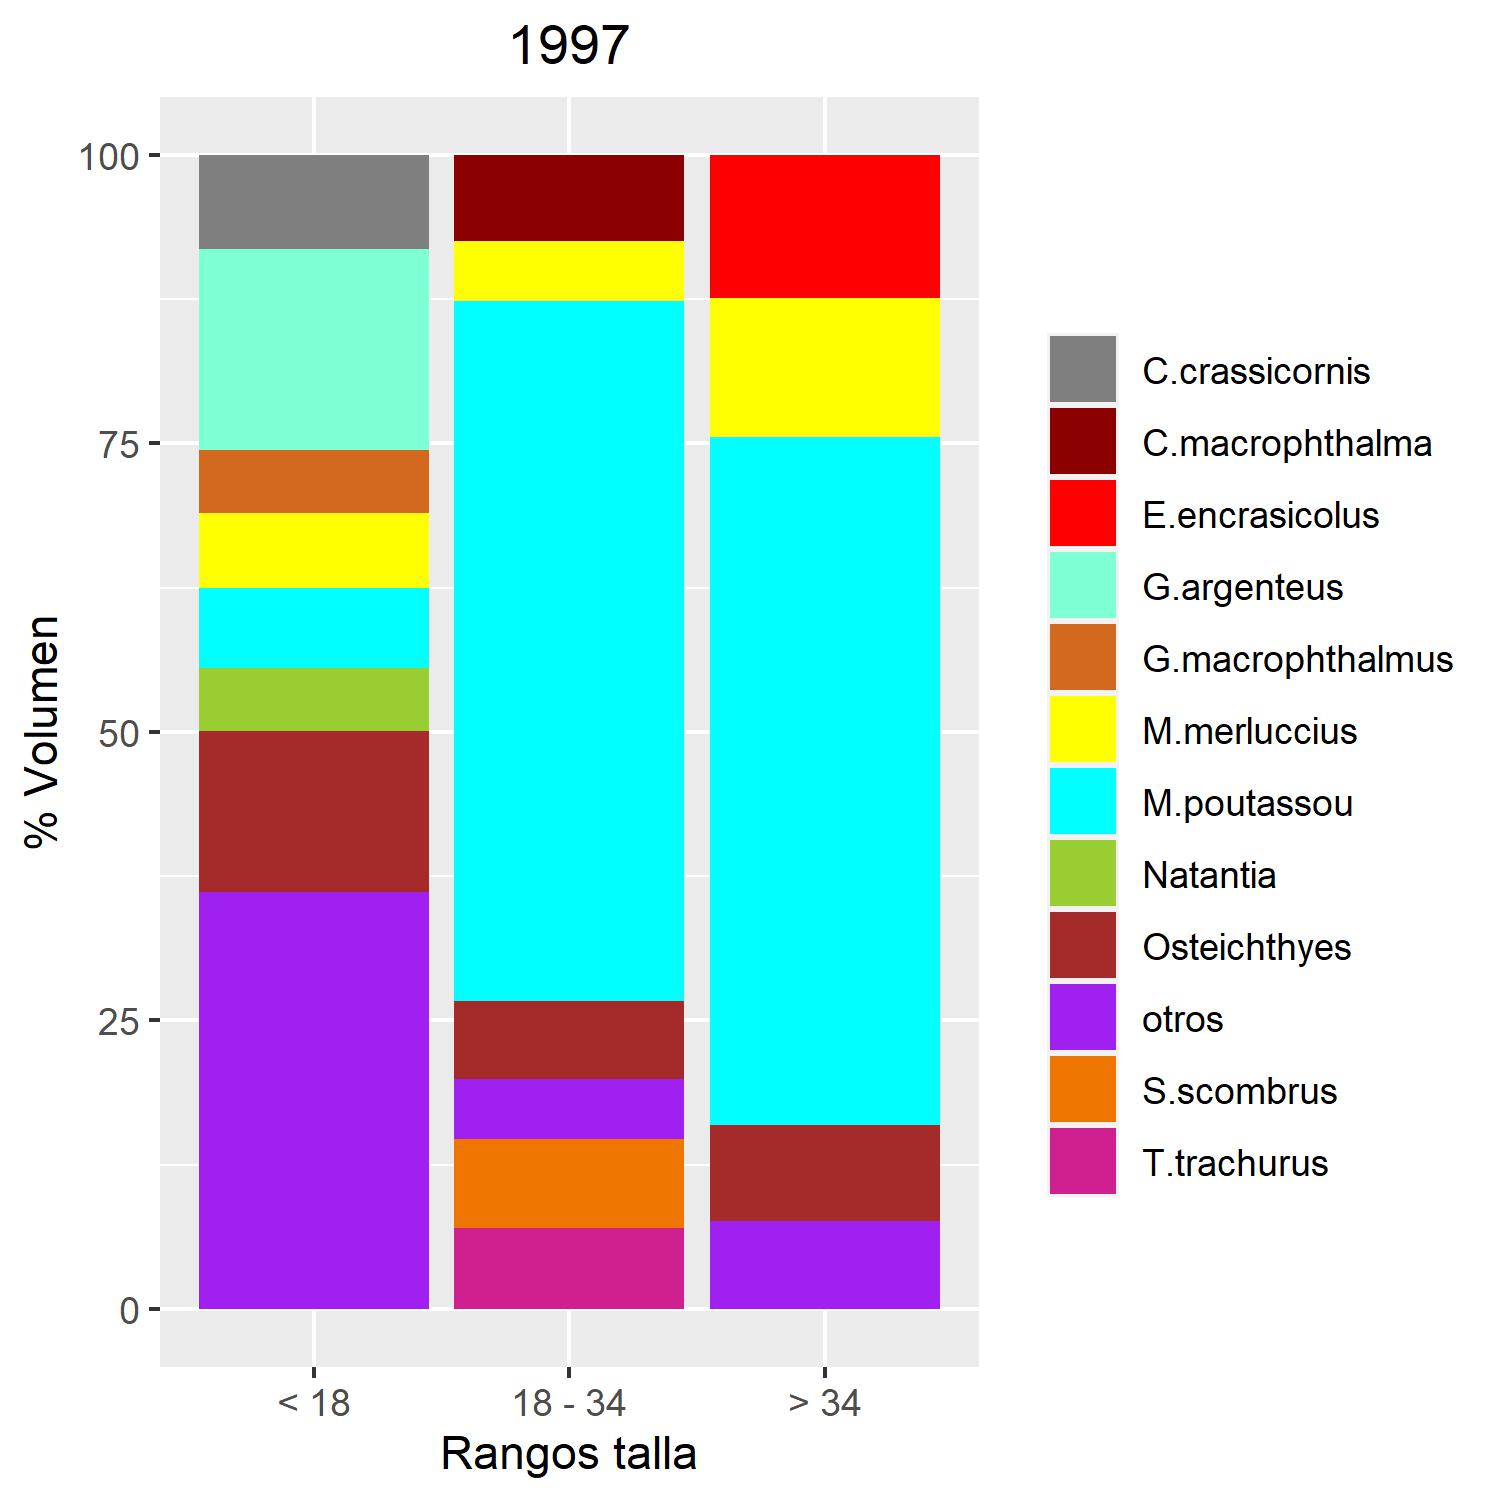 1997
% Volumen
100
75
50
25
0
< 18
18 - 34
> 34
Rangos talla
C.crassicornis
C.macrophthalma
E.encrasicolus
G.argenteus
G.macrophthalmus
M.merluccius
M.poutassou
Natantia
Osteichthyes
otros
S.scombrus
T.trachurus